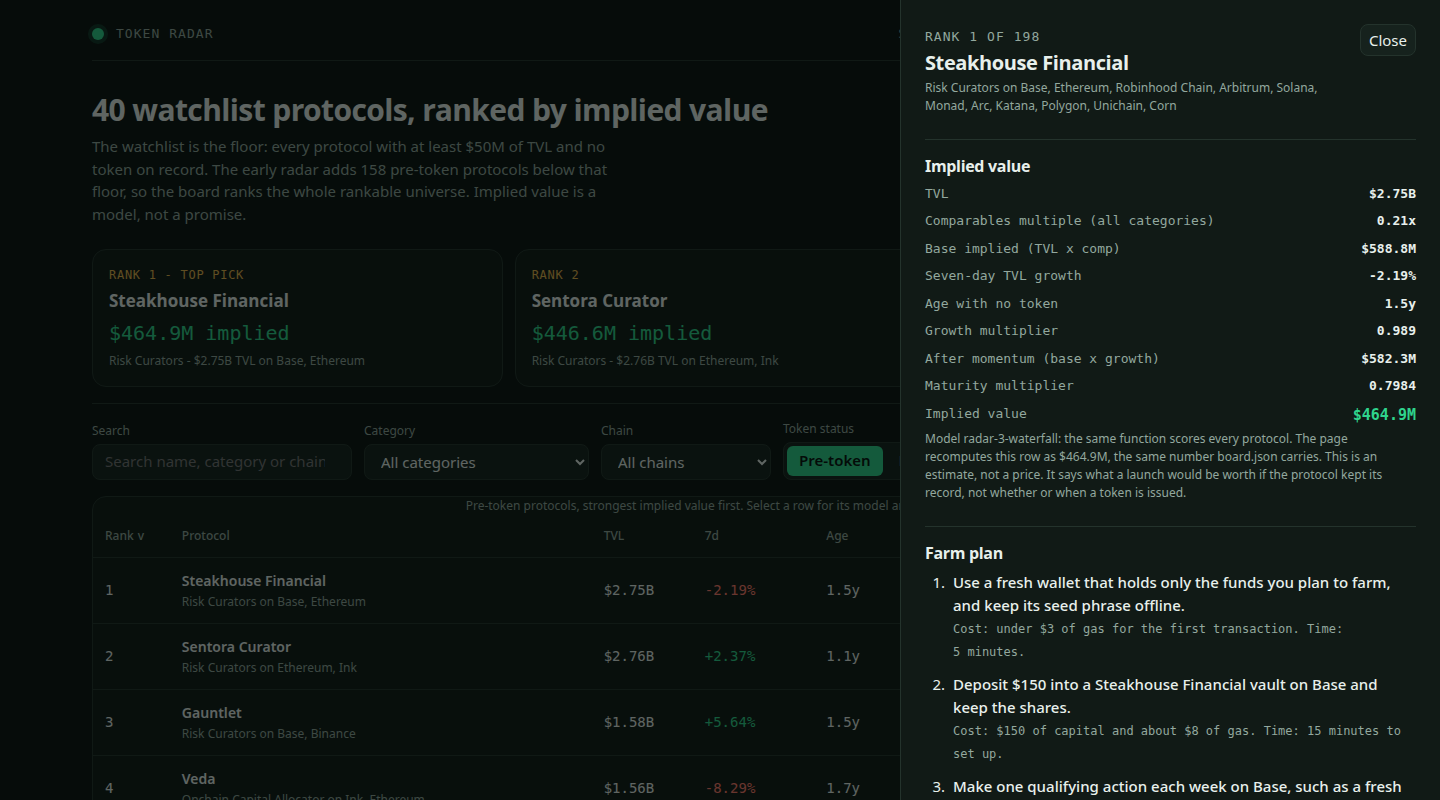 TOKEN RADAR
40 watchlist protocols, ranked by implied value
The watchlist is the floor: every protocol with at least $50M of TVL and no
token on record. The early radar adds 158 pre-token protocols below that
floor, so the board ranks the whole rankable universe. Implied value is a
model, not a promise.
RANK 1 - TOP PICK
Steakhouse Financial
$464.9M implied
Risk Curators - $2.75B TVL on Base, Ethereum
RANK 2
Sentora Curator
$446.6M implied
Risk Curators - $2.76B TVL on Ethereum, Ink
Search
Category
Chain
Token status
Search name, category or chain
All categories
All chains
Pre-token
Pre-token protocols, strongest implied value first. Select a row for its model
Rank v
Protocol
TVL
7d
Age
1
Steakhouse Financial
Risk Curators on Base, Ethereum
$2.75B
-2.19%
1.5y
2
Sentora Curator
Risk Curators on Ethereum, Ink
$2.76B
+2.37%
1.1y
3
Gauntlet
Risk Curators on Base, Binance
$1.58B
+5.64%
1.5y
4
Veda
Onchain Capital Allocator on Ink, Ethereum
$1.56B
-8.29%
1.7y
RANK 1 OF 198
Close
Steakhouse Financial
Risk Curators on Base, Ethereum, Robinhood Chain, Arbitrum, Solana,
Monad, Arc, Katana, Polygon, Unichain, Corn
Implied value
TVL $2.75B
Comparables multiple (all categories) 0.21x
Base implied (TVL x comp) $588.8M
Seven-day TVL growth -2.19%
Age with no token 1.5y
Growth multiplier 0.989
After momentum (base x growth) $582.3M
Maturity multiplier 0.7984
Implied value $464.9M
Model radar-3-waterfall: the same function scores every protocol. The page
recomputes this row as $464.9M, the same number board.json carries. This is an
estimate, not a price. It says what a launch would be worth if the protocol kept its
record, not whether or when a token is issued.
Farm plan
1. Use a fresh wallet that holds only the funds you plan to farm,
and keep its seed phrase offline.
Cost: under $3 of gas for the first transaction. Time:
5 minutes.
2. Deposit $150 into a Steakhouse Financial vault on Base and
keep the shares.
Cost: $150 of capital and about $8 of gas. Time: 15 minutes to
set up.
3. Make one qualifying action each week on Base, such as a fresh